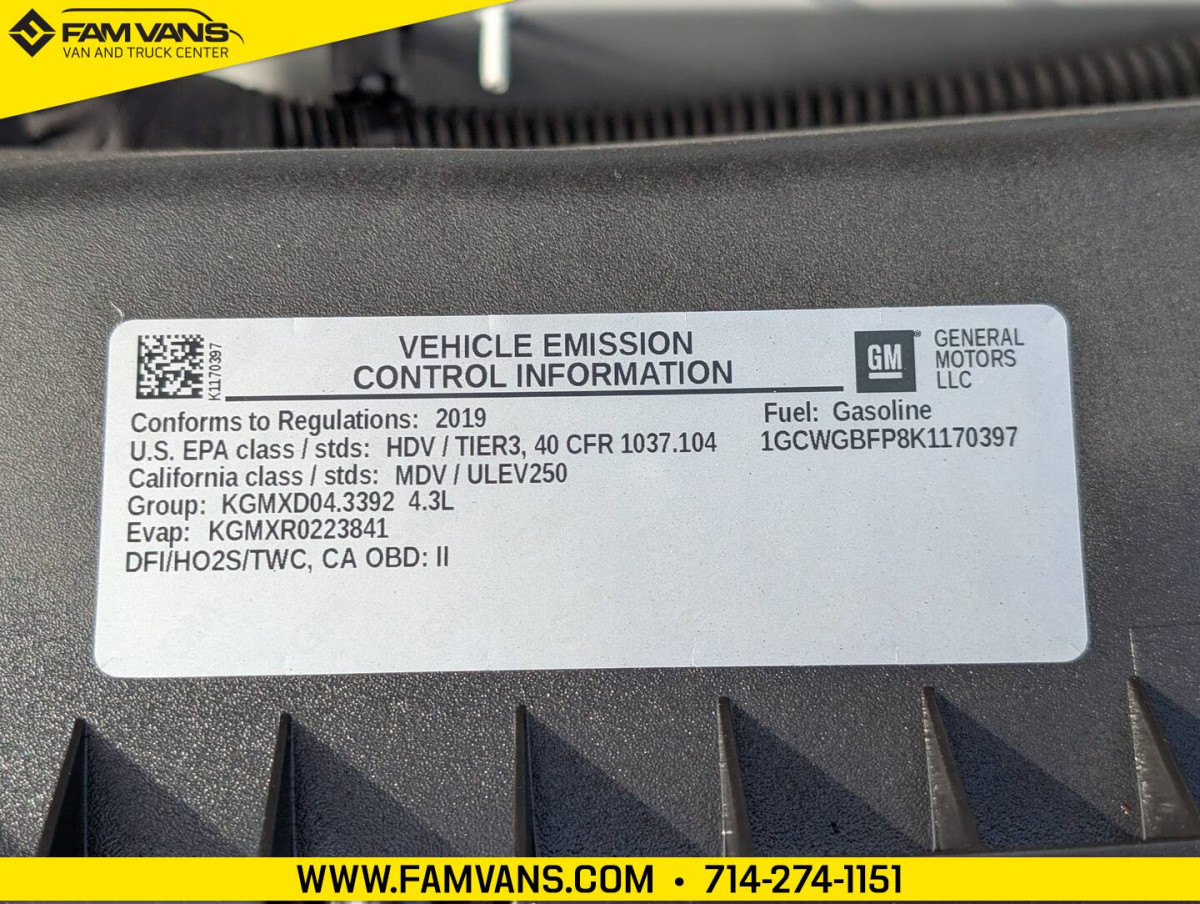 FAM VANS
VAN AND TRUCK CENTER
K1170397
VEHICLE EMISSION
CONTROL INFORMATION
GM
GENERAL
MOTORS
LLC
Conforms to Regulations: 2019
U.S. EPA class / stds: HDV / TIER3, 40 CFR 1037.104
California class / stds: MDV / ULEV250
Group: KGMXD04.3392 4.3L
Evap: KGMXR0223841
DFI/HO2S/TWC, CA OBD: II
Fuel: Gasoline
1GCWGBFP8K1170397
WWW.FAMVANS.COM • 714-274-1151